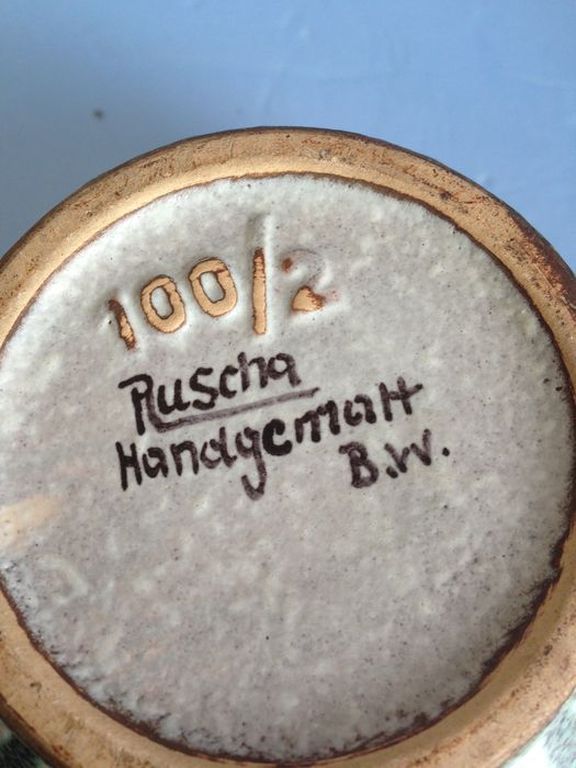 100/2
Ruscha
Handgemalt
B.W.